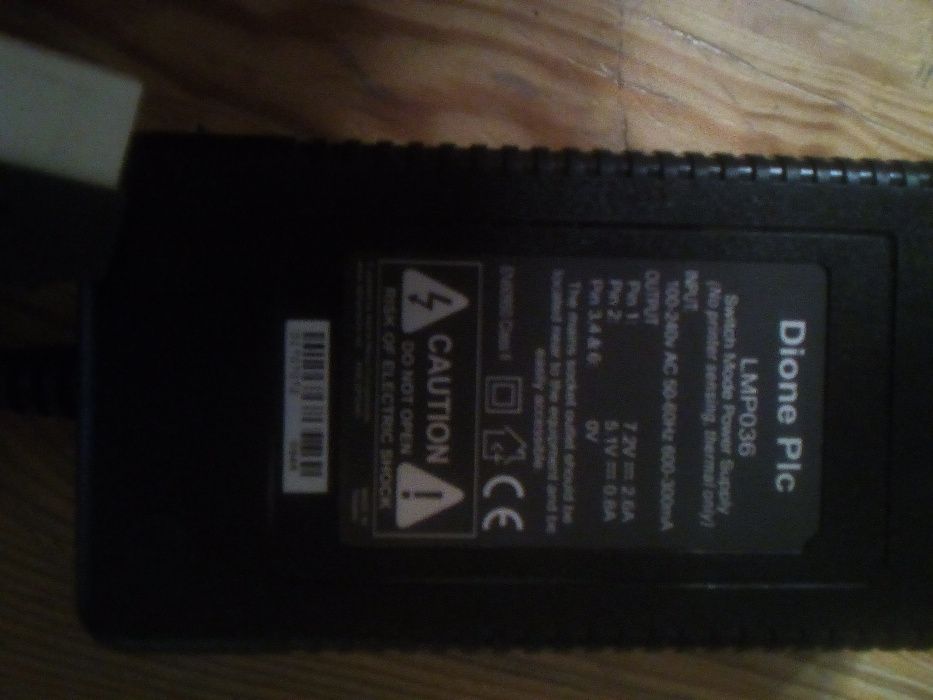 Dione Plc
LMP036
Switch Mode Power Supply
(No printer sensing, thermal only)
INPUT
100-240v AC 50-60Hz 600-300mA
OUTPUT
Pin 1: 7.2V 2.6A
Pin 2: 5.1V 0.6A
Pin 3,4 & 6: 0V
The mains socket outlet should be
located near to the equipment and be
easily accessible
CE
CAUTION
DO NOT OPEN
RISK OF ELECTRIC SHOCK